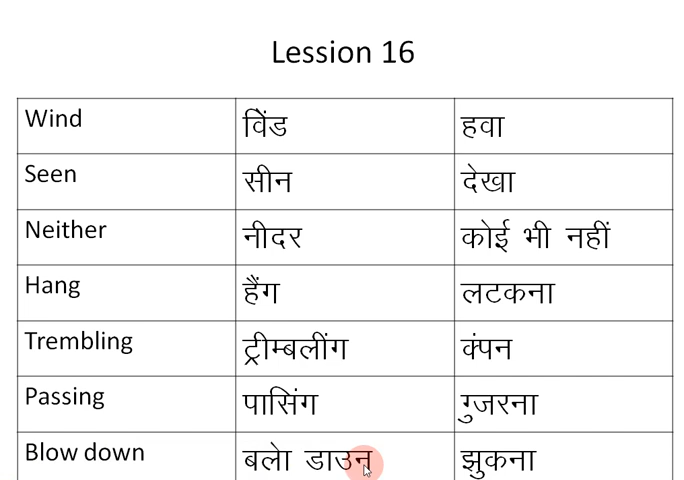 Lession 16
Wind विेंड हवा
Seen सीन देखा
Neither नीदर कोई भी नहीं
Hang हैंग लटकना
Trembling ट्रीम्बलींग क्ंपन
Passing पासिंग गुजरना
Blow down बलेा डाउन झुकना